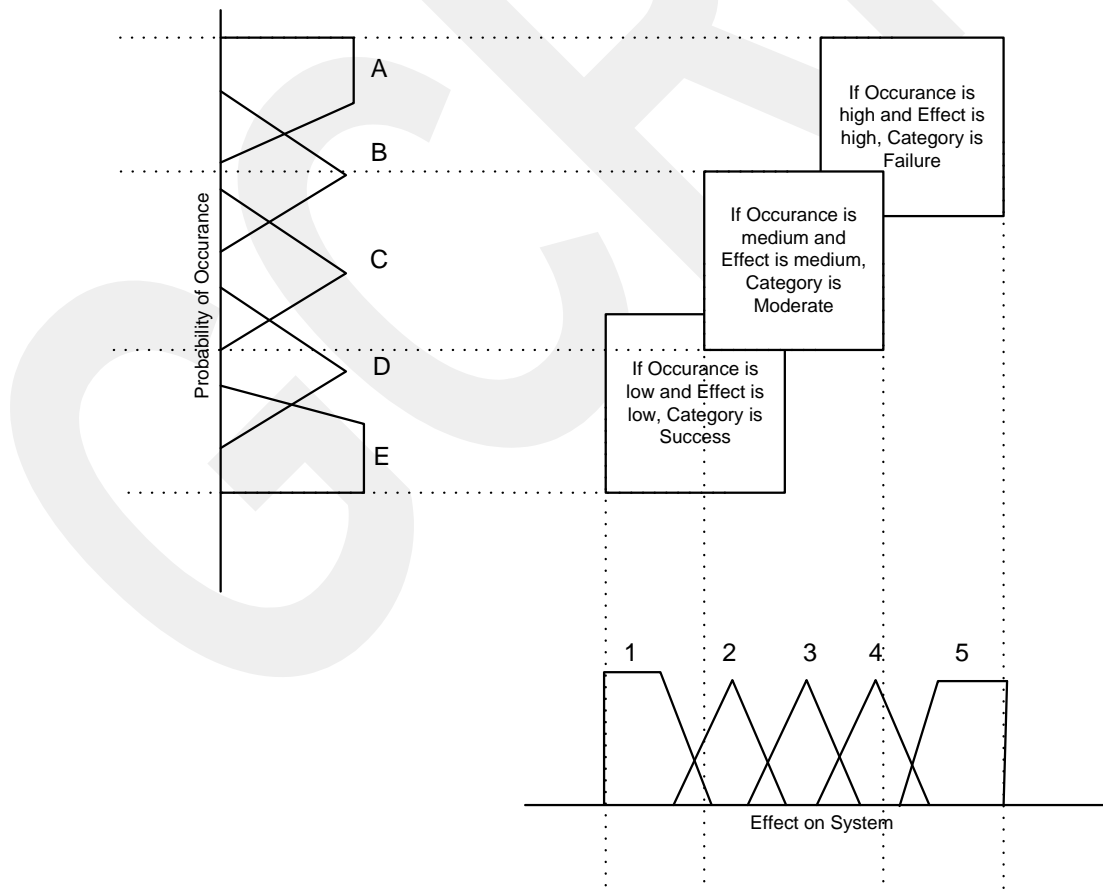 A
B
C
D
E
Probability of Occurance
If Occurance is
high and Effect is
high, Category is
Failure
If Occurance is
medium and
Effect is medium,
Category is
Moderate
If Occurance is
low and Effect is
low, Category is
Success
1 2 3 4 5
Effect on System